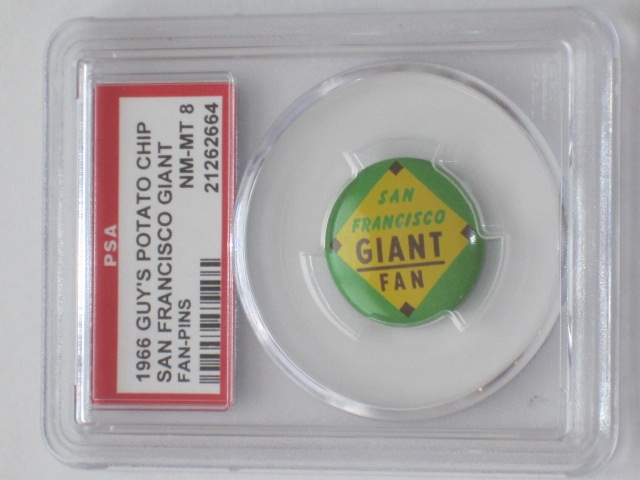 PSA
1966 GUY'S POTATO CHIP
SAN FRANCISCO GIANT NM-MT 8
FAN-PINS 21262664
SAN
FRANCISCO
GIANT
FAN